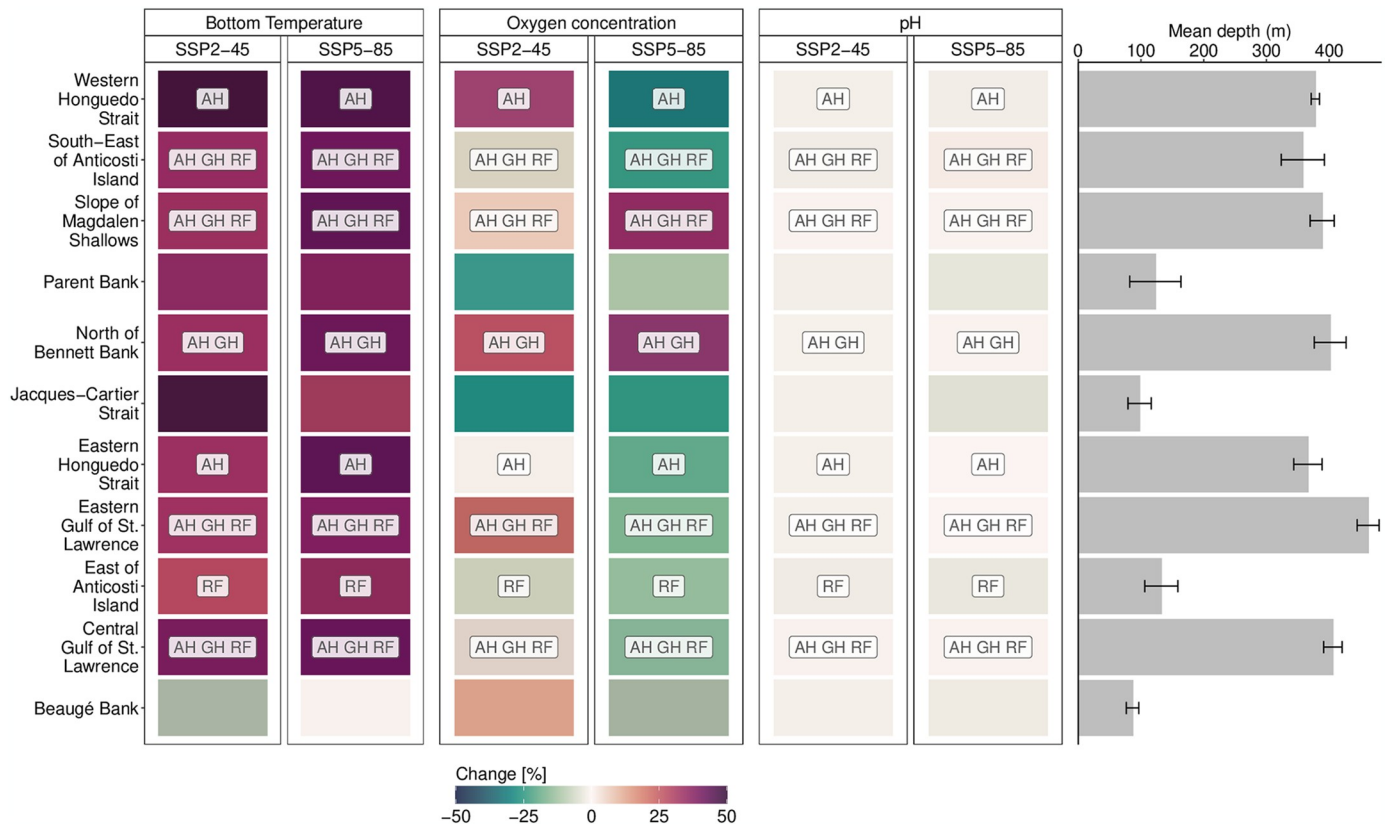 Bottom Temperature
Oxygen concentration
pH
SSP2−45
SSP5−85
SSP2−45
SSP5−85
SSP2−45
SSP5−85
Mean depth (m)
0
100
200
300
400
Western
Honguedo
Strait
AH
AH
AH
AH
AH
AH
South−East
of Anticosti
Island
AH GH RF
AH GH RF
AH GH RF
AH GH RF
AH GH RF
AH GH RF
Slope of
Magdalen
Shallows
AH GH RF
AH GH RF
AH GH RF
AH GH RF
AH GH RF
AH GH RF
Parent Bank
North of
Bennett Bank
AH GH
AH GH
AH GH
AH GH
AH GH
AH GH
Jacques−Cartier
Strait
Eastern
Honguedo
Strait
AH
AH
AH
AH
AH
AH
Eastern
Gulf of St.
Lawrence
AH GH RF
AH GH RF
AH GH RF
AH GH RF
AH GH RF
AH GH RF
East of
Anticosti
Island
RF
RF
RF
RF
RF
RF
Central
Gulf of St.
Lawrence
AH GH RF
AH GH RF
AH GH RF
AH GH RF
AH GH RF
AH GH RF
Beaugé Bank
Change [%]
−50
−25
0
25
50